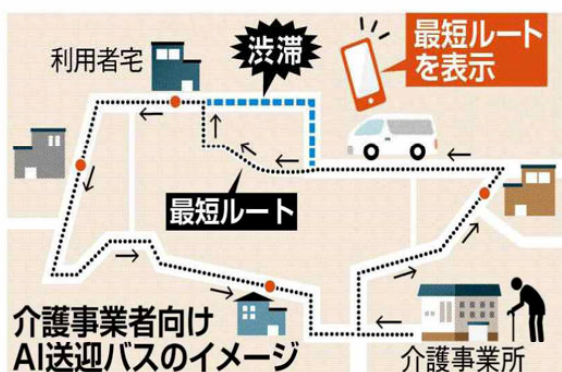 利用者宅
渋滞
最短ルート
を表示
最短ルート
介護事業者向け
AI送迎バスのイメージ
介護事業所